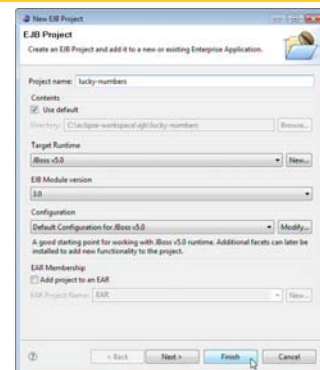 New EJB Project
EJB Project
Create an EJB Project and add it to a new or existing Enterprise Application.
Project name: lucky-numbers
Contents
Use default
Directory: C:\eclipse-workspace\ejb\lucky-numbers Browse...
Target Runtime
JBoss v5.0 New...
EJB Module version
3.0
Configuration
Default Configuration for JBoss v5.0 Modify...
A good starting point for working with JBoss v5.0 runtime. Additional facets can later be
installed to add new functionality to the project.
EAR Membership
Add project to an EAR
EAR Project Name: EAR New...
? < Back Next > Finish Cancel